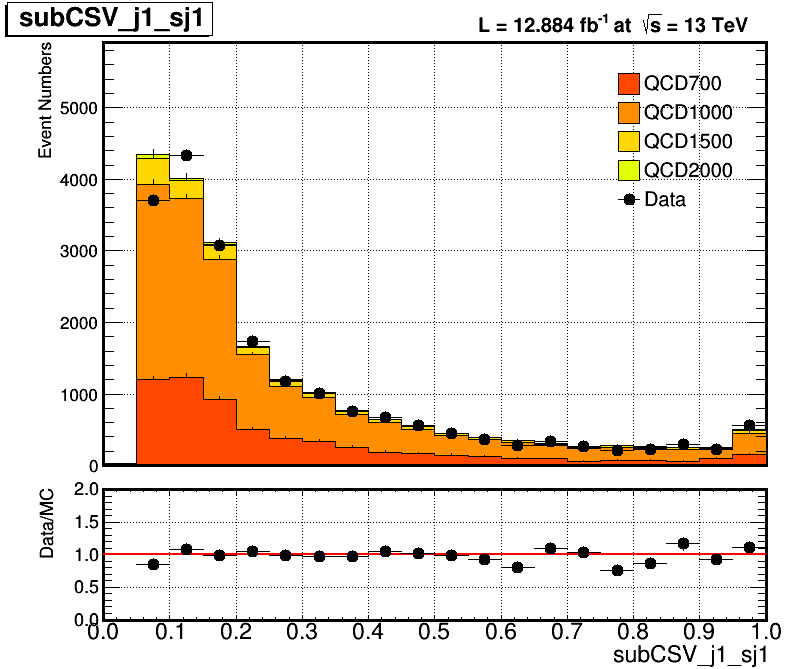 subCSV_j1_sj1
L = 12.884 fb⁻¹ at √s = 13 TeV
Event Numbers
5000
4000
3000
2000
1000
0
QCD700
QCD1000
QCD1500
QCD2000
Data
Data/MC
2.0
1.5
1.0
0.5
0.0
0.0 0.1 0.2 0.3 0.4 0.5 0.6 0.7 0.8 0.9 1.0
subCSV_j1_sj1